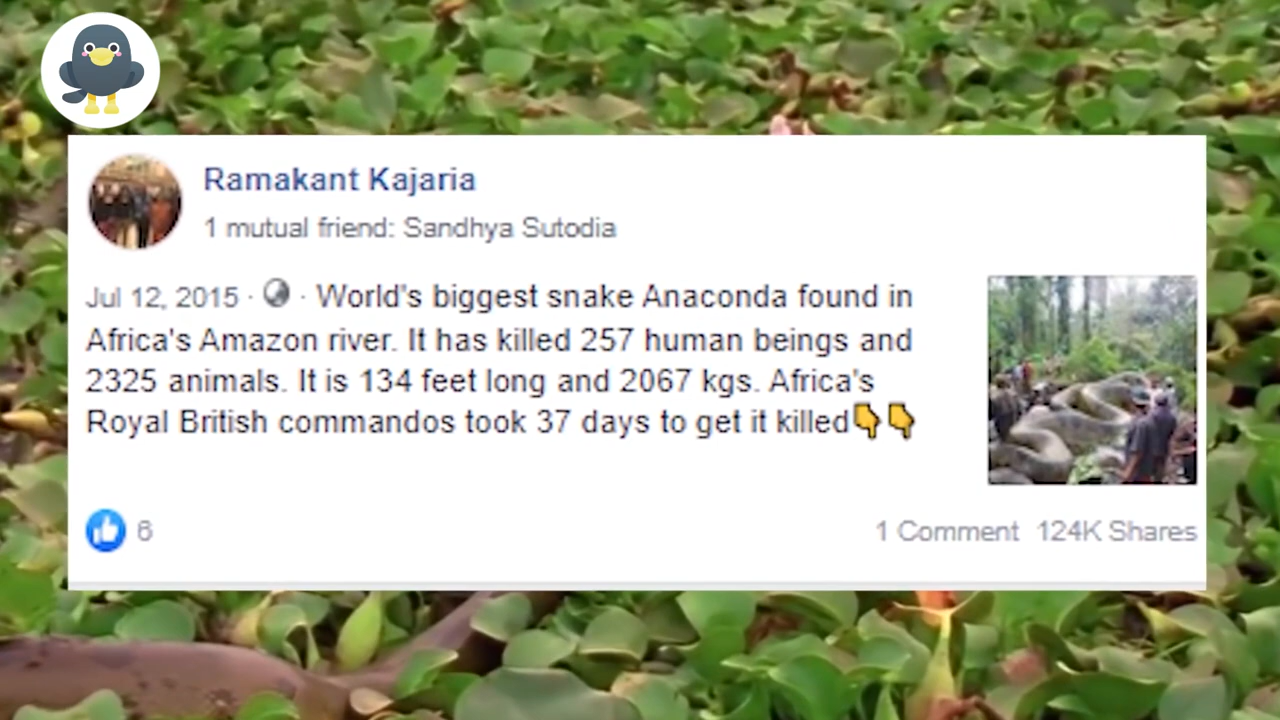 Ramakant Kajaria
1 mutual friend: Sandhya Sutodia
Jul 12, 2015 · · World's biggest snake Anaconda found in
Africa's Amazon river. It has killed 257 human beings and
2325 animals. It is 134 feet long and 2067 kgs. Africa's
Royal British commandos took 37 days to get it killed👇👇
6
1 Comment 124K Shares